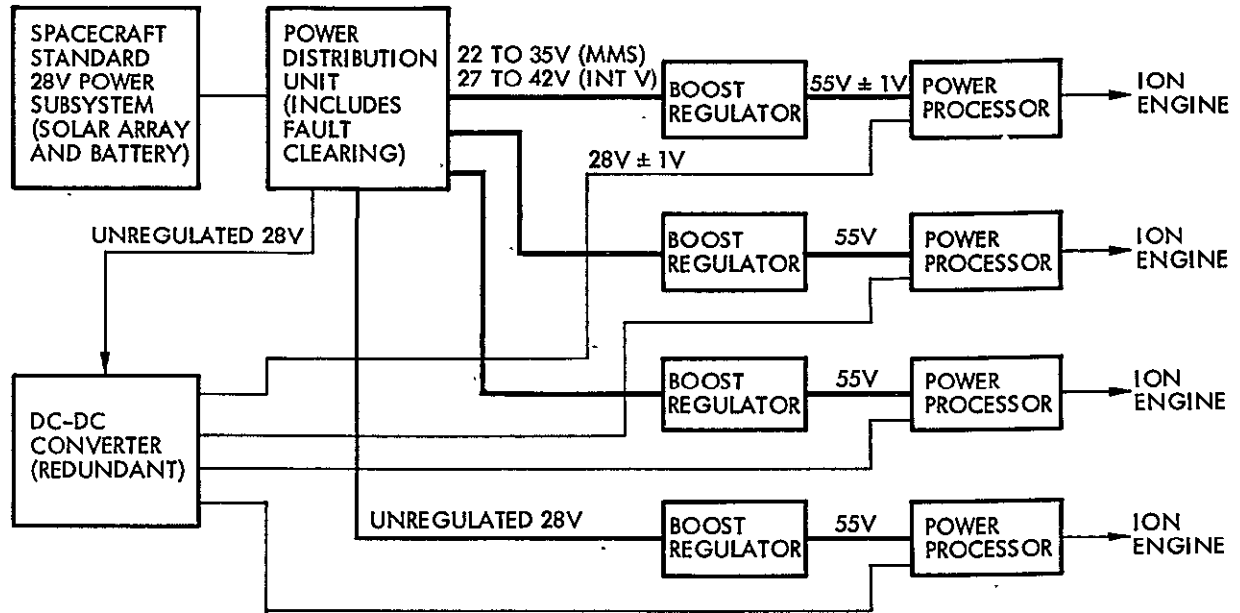 SPACECRAFT
STANDARD
28V POWER
SUBSYSTEM
(SOLAR ARRAY
AND BATTERY)
POWER
DISTRIBUTION
UNIT
(INCLUDES
FAULT
CLEARING)
22 TO 35V (MMS)
27 TO 42V (INT V)
BOOST
REGULATOR
55V ± 1V
POWER
PROCESSOR
ION
ENGINE
28V ± 1V
UNREGULATED 28V
BOOST
REGULATOR
55V
POWER
PROCESSOR
ION
ENGINE
DC-DC
CONVERTER
(REDUNDANT)
BOOST
REGULATOR
55V
POWER
PROCESSOR
ION
ENGINE
UNREGULATED 28V
BOOST
REGULATOR
55V
POWER
PROCESSOR
ION
ENGINE